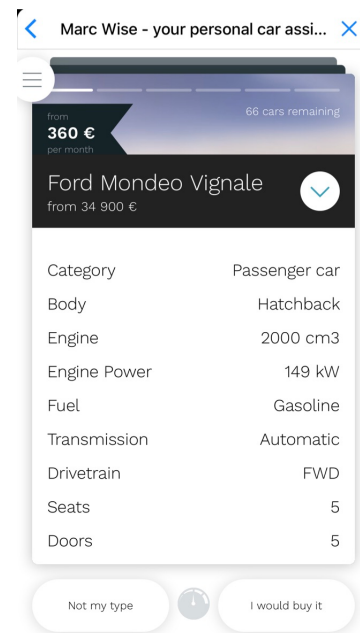 Marc Wise - your personal car assi...
from
360 €
per month
66 cars remaining
Ford Mondeo Vignale
from 34 900 €
Category Passenger car
Body Hatchback
Engine 2000 cm3
Engine Power 149 kW
Fuel Gasoline
Transmission Automatic
Drivetrain FWD
Seats 5
Doors 5
Not my type I would buy it